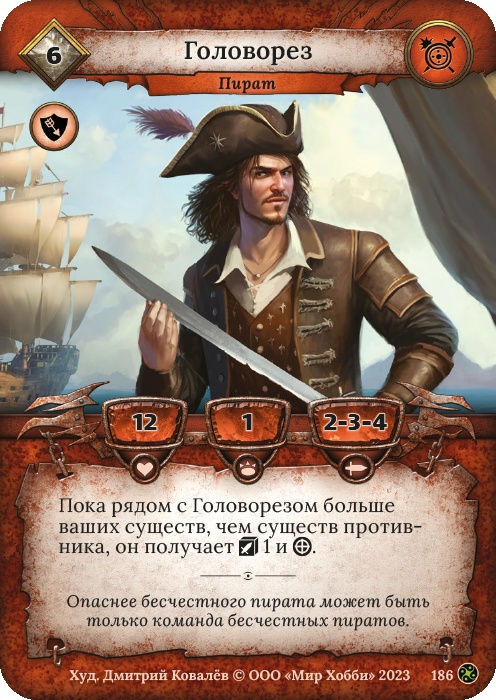 6
Головорез
Пират
12
1
2-3-4
Пока рядом с Головорезом больше
ваших существ, чем существ против-
ника, он получает 1 и .
Опаснее бесчестного пирата может быть
только команда бесчестных пиратов.
Худ. Дмитрий Ковалёв © ООО «Мир Хобби» 2023 186